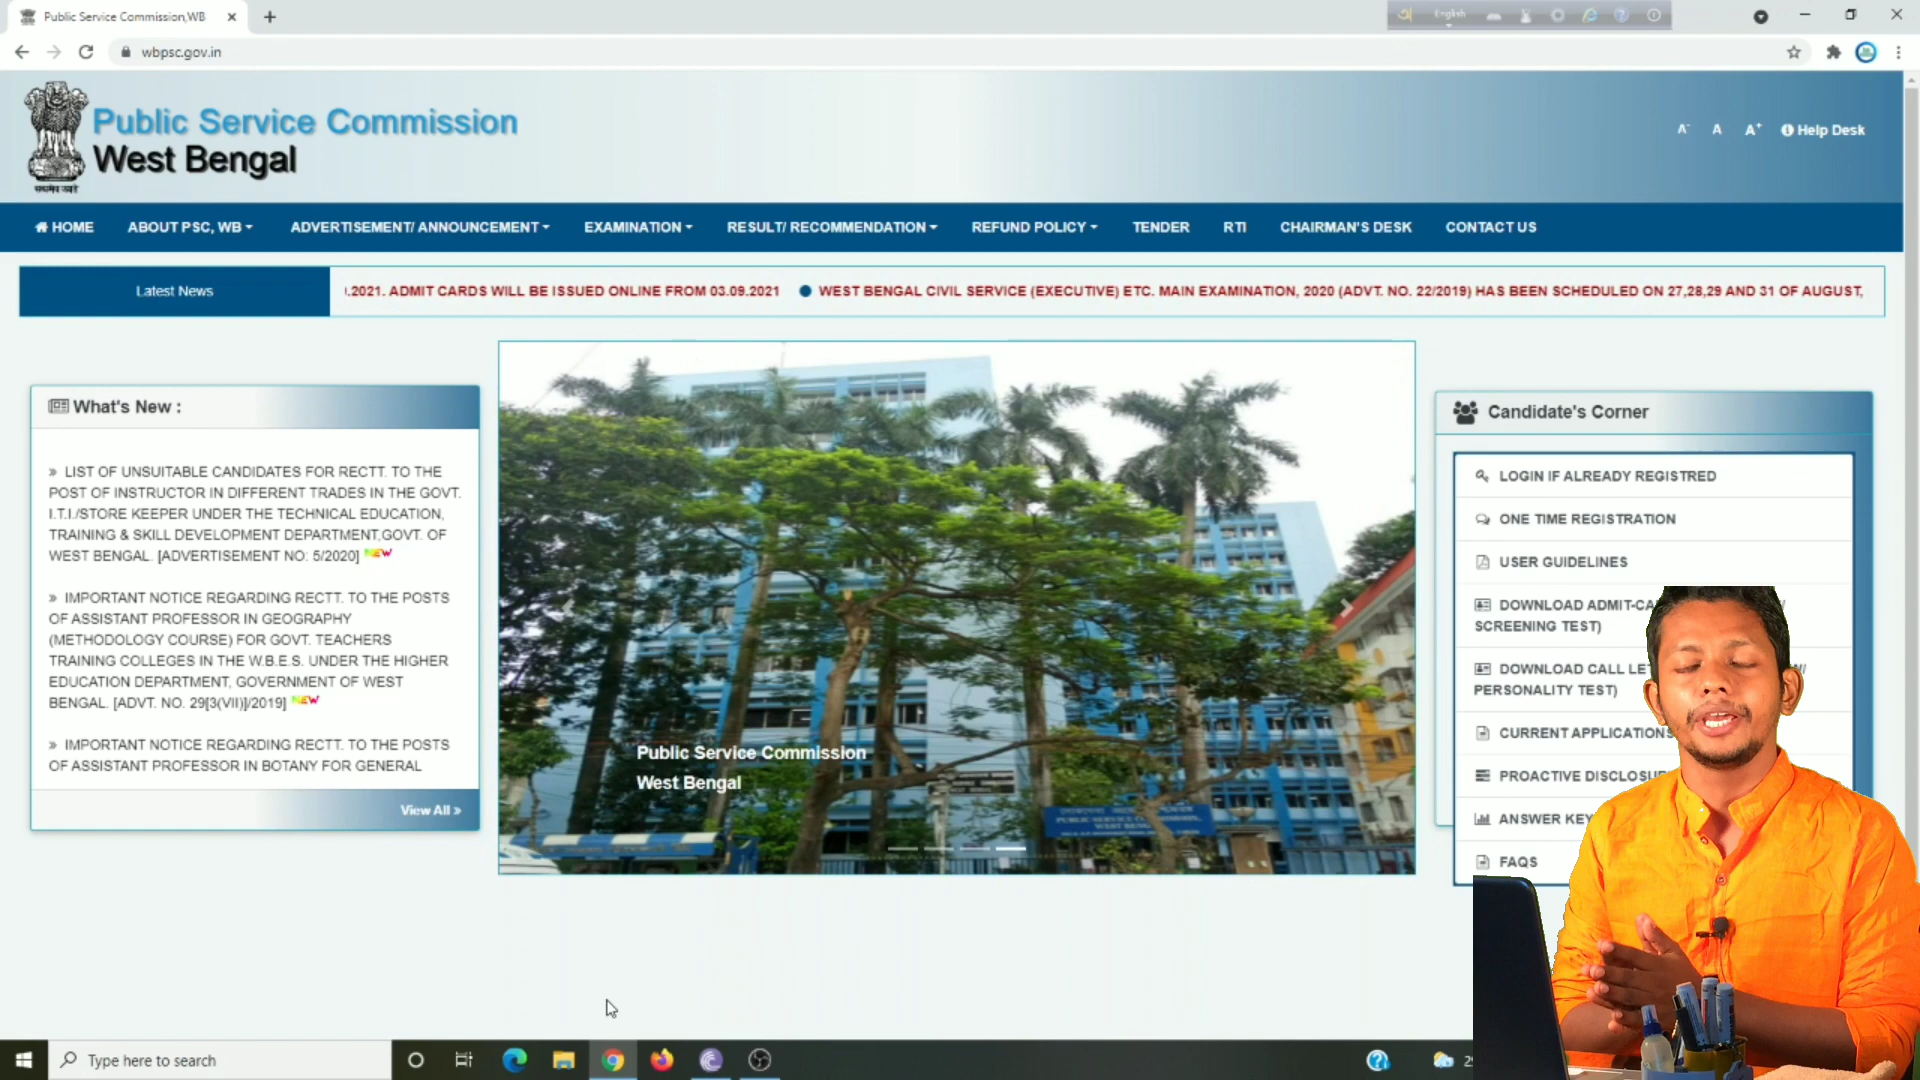 Public Service Commission,WB
English
wbpsc.gov.in
Public Service Commission
West Bengal
सत्यमेव जयते
A-
A
A+
Help Desk
HOME
ABOUT PSC, WB
ADVERTISEMENT/ ANNOUNCEMENT
EXAMINATION
RESULT/ RECOMMENDATION
REFUND POLICY
TENDER
RTI
CHAIRMAN'S DESK
CONTACT US
Latest News
.2021. ADMIT CARDS WILL BE ISSUED ONLINE FROM 03.09.2021
WEST BENGAL CIVIL SERVICE (EXECUTIVE) ETC. MAIN EXAMINATION, 2020 (ADVT. NO. 22/2019) HAS BEEN SCHEDULED ON 27,28,29 AND 31 OF AUGUST,
What's New :
» LIST OF UNSUITABLE CANDIDATES FOR RECTT. TO THE
POST OF INSTRUCTOR IN DIFFERENT TRADES IN THE GOVT.
I.T.I./STORE KEEPER UNDER THE TECHNICAL EDUCATION,
TRAINING & SKILL DEVELOPMENT DEPARTMENT,GOVT. OF
WEST BENGAL. [ADVERTISEMENT NO: 5/2020] NEW
» IMPORTANT NOTICE REGARDING RECTT. TO THE POSTS
OF ASSISTANT PROFESSOR IN GEOGRAPHY
(METHODOLOGY COURSE) FOR GOVT. TEACHERS
TRAINING COLLEGES IN THE W.B.E.S. UNDER THE HIGHER
EDUCATION DEPARTMENT, GOVERNMENT OF WEST
BENGAL. [ADVT. NO. 29[3(VII)]/2019] NEW
» IMPORTANT NOTICE REGARDING RECTT. TO THE POSTS
OF ASSISTANT PROFESSOR IN BOTANY FOR GENERAL
View All »
Public Service Commission
West Bengal
PUBLIC SERVICE COMMISSION,
WEST BENGAL
Candidate's Corner
LOGIN IF ALREADY REGISTRED
ONE TIME REGISTRATION
USER GUIDELINES
DOWNLOAD ADMIT-CA
SCREENING TEST)
DOWNLOAD CALL LET W/
PERSONALITY TEST)
CURRENT APPLICATIONS
PROACTIVE DISCLOSU
ANSWER KEY
FAQS
Type here to search